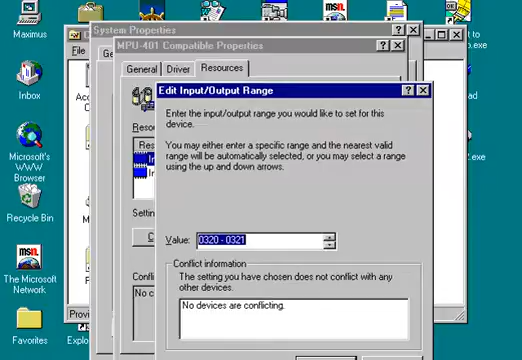 System Properties
Maximus
MPU-401 Compatible Properties
File
General
Driver
Resources
Edit Input/Output Range
Enter the input/output range you would like to set for this
device.
You may either enter a specific range and the nearest valid
range will be automatically selected, or you may select a range
using the up and down arrows.
Inbox
Microsoft's
WWW
Browser
Recycle Bin
Value:
0320 - 0321
Conflict information
The setting you have chosen does not conflict with any
other devices.
No devices are conflicting.
msn
The Microsoft
Network
Favorites